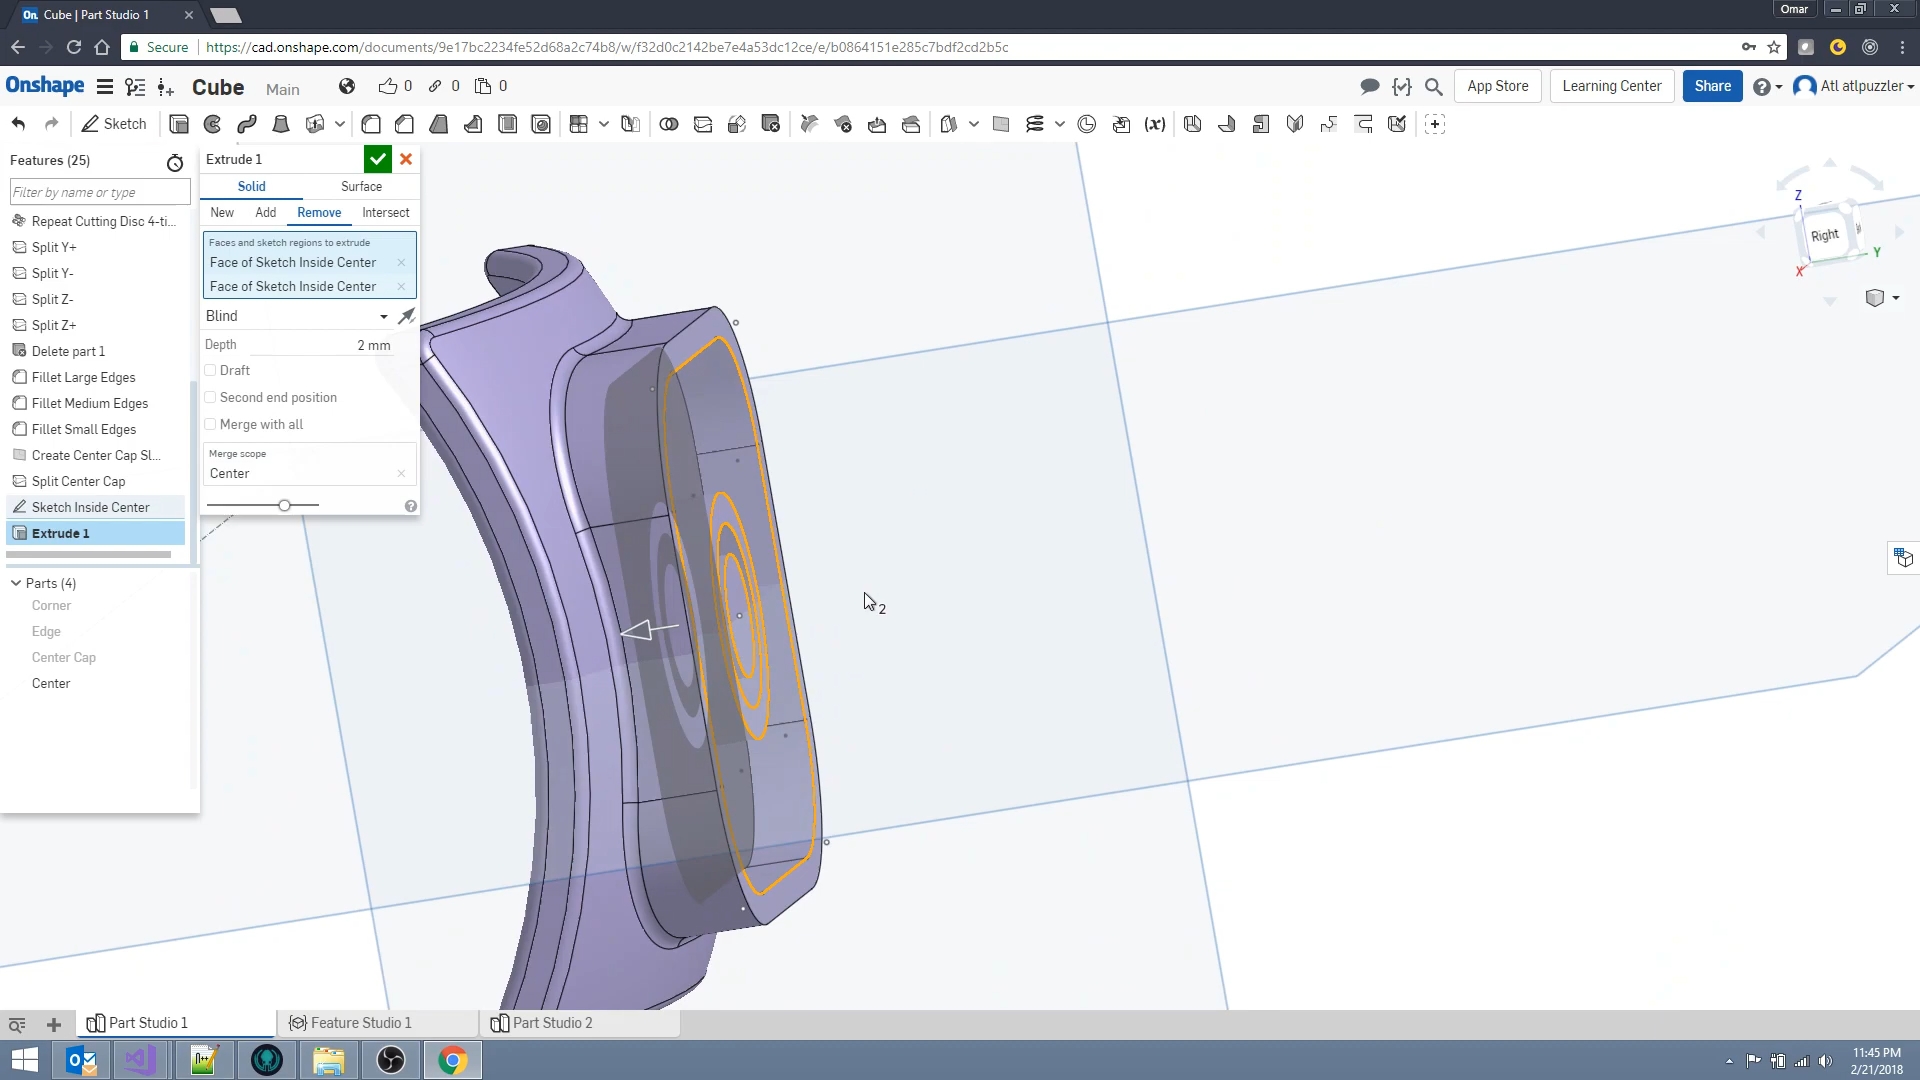 On. Cube | Part Studio 1
Omar
Secure https://cad.onshape.com/documents/9e17bc2234fe52d68a2c74b8/w/f32d0c2142be7e4a53dc12ce/e/b0864151e285c7bdf2cd2b5c
Onshape Cube Main 0 0 0 App Store Learning Center Share Atl atlpuzzler
Sketch (x)
Features (25)
Filter by name or type
Repeat Cutting Disc 4-ti...
Split Y+
Split Y-
Split Z-
Split Z+
Delete part 1
Fillet Large Edges
Fillet Medium Edges
Fillet Small Edges
Create Center Cap Sl...
Split Center Cap
Sketch Inside Center
Extrude 1
Parts (4)
Corner
Edge
Center Cap
Center
Extrude 1
Solid Surface
New Add Remove Intersect
Faces and sketch regions to extrude
Face of Sketch Inside Center
Face of Sketch Inside Center
Blind
Depth 2 mm
Draft
Second end position
Merge with all
Merge scope
Center
2
Z
Right
Y
X
Part Studio 1 Feature Studio 1 Part Studio 2
11:45 PM
2/21/2018